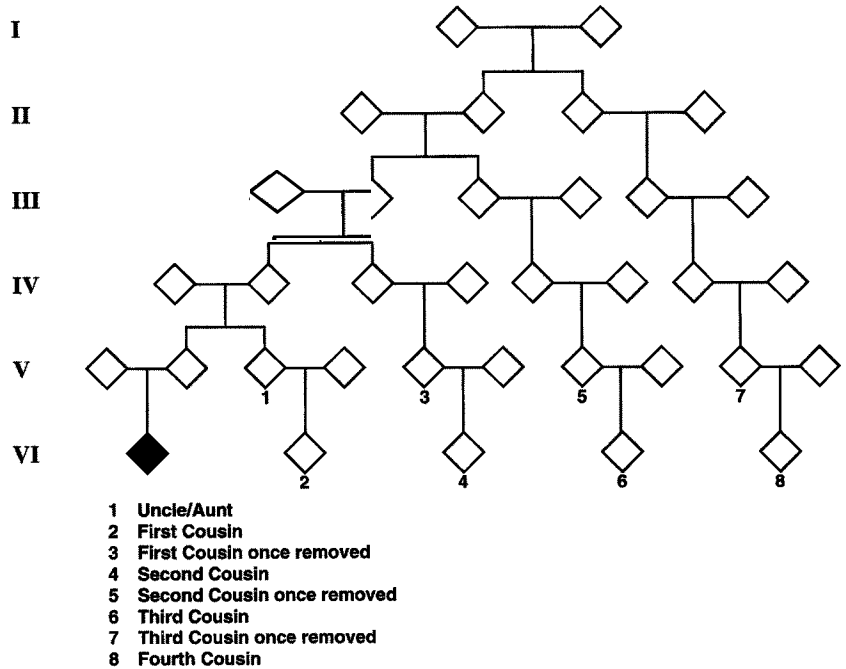 I
II
III
IV
V
1 3 5 7
VI
2 4 6 8
1 Uncle/Aunt
2 First Cousin
3 First Cousin once removed
4 Second Cousin
5 Second Cousin once removed
6 Third Cousin
7 Third Cousin once removed
8 Fourth Cousin